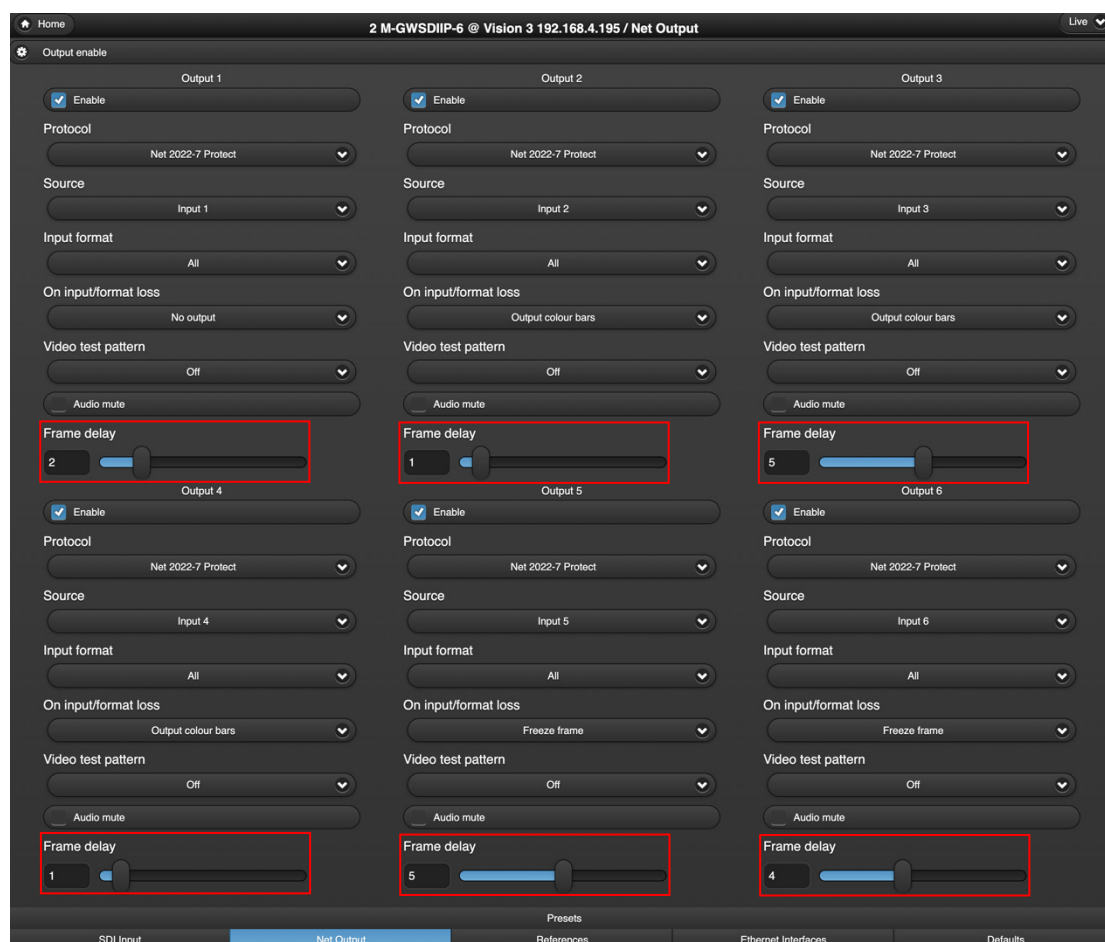 Home
2 M-GWSDIIP-6 @ Vision 3 192.168.4.195 / Net Output
Live
Output enable
Output 1 Output 2 Output 3
Enable Enable Enable
Protocol Protocol Protocol
Net 2022-7 Protect Net 2022-7 Protect Net 2022-7 Protect
Source Source Source
Input 1 Input 2 Input 3
Input format Input format Input format
All All All
On input/format loss On input/format loss On input/format loss
No output Output colour bars Output colour bars
Video test pattern Video test pattern Video test pattern
Off Off Off
Audio mute Audio mute Audio mute
Frame delay Frame delay Frame delay
2 1 5
Output 4 Output 5 Output 6
Enable Enable Enable
Protocol Protocol Protocol
Net 2022-7 Protect Net 2022-7 Protect Net 2022-7 Protect
Source Source Source
Input 4 Input 5 Input 6
Input format Input format Input format
All All All
On input/format loss On input/format loss On input/format loss
Output colour bars Freeze frame Freeze frame
Video test pattern Video test pattern Video test pattern
Off Off Off
Audio mute Audio mute Audio mute
Frame delay Frame delay Frame delay
1 5 4
Presets
SDI Input Net Output References Ethernet Interfaces Defaults